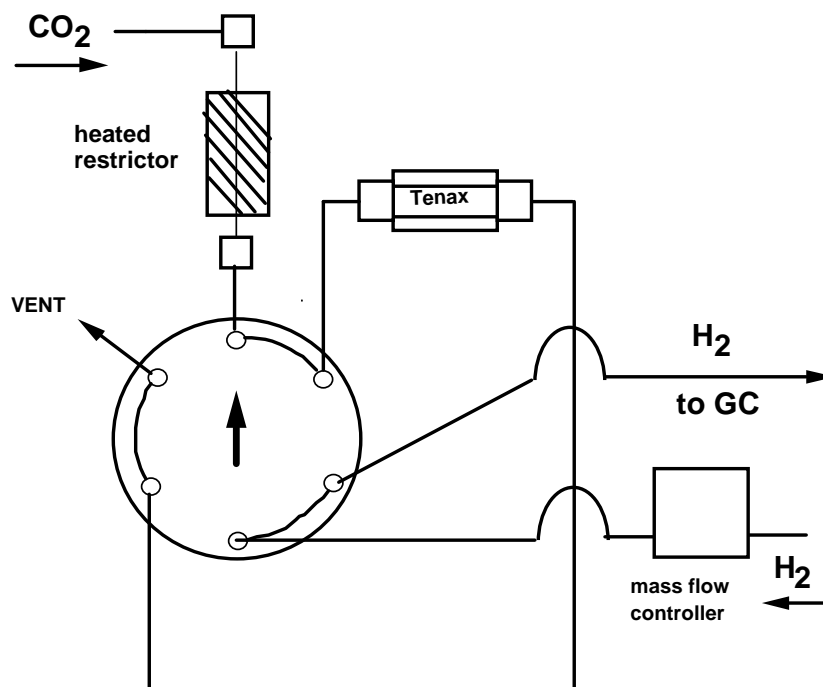 CO2
heated
restrictor
Tenax
VENT
H2
to GC
H2
mass flow
controller